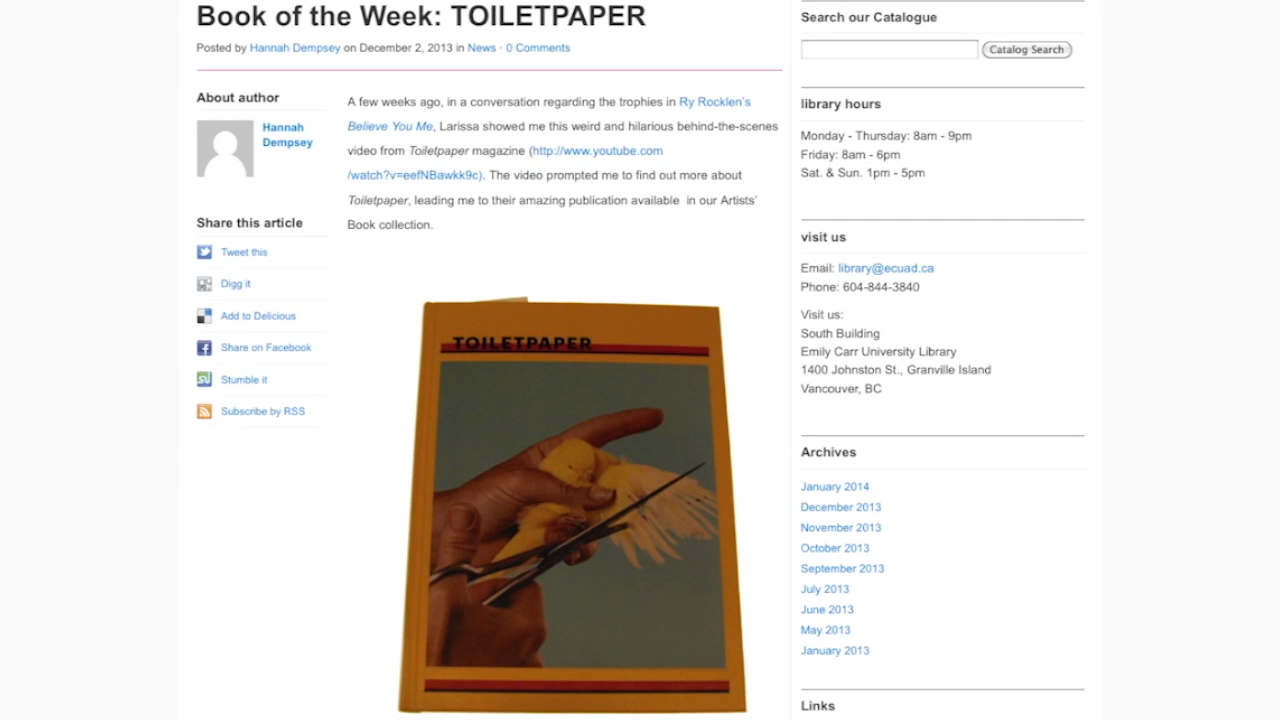 Book of the Week: TOILETPAPER
Posted by Hannah Dempsey on December 2, 2013 in News · 0 Comments
About author
Hannah
Dempsey
Share this article
Tweet this
Digg it
Add to Delicious
Share on Facebook
Stumble it
Subscribe by RSS
A few weeks ago, in a conversation regarding the trophies in Ry Rocklen's
Believe You Me, Larissa showed me this weird and hilarious behind-the-scenes
video from Toiletpaper magazine (http://www.youtube.com
/watch?v=eefNBawkk9c). The video prompted me to find out more about
Toiletpaper, leading me to their amazing publication available  in our Artists'
Book collection.
TOILETPAPER
Search our Catalogue
Catalog Search
library hours
Monday - Thursday: 8am - 9pm
Friday: 8am - 6pm
Sat. & Sun. 1pm - 5pm
visit us
Email: library@ecuad.ca
Phone: 604-844-3840
Visit us:
South Building
Emily Carr University Library
1400 Johnston St., Granville Island
Vancouver, BC
Archives
January 2014
December 2013
November 2013
October 2013
September 2013
July 2013
June 2013
May 2013
January 2013
Links